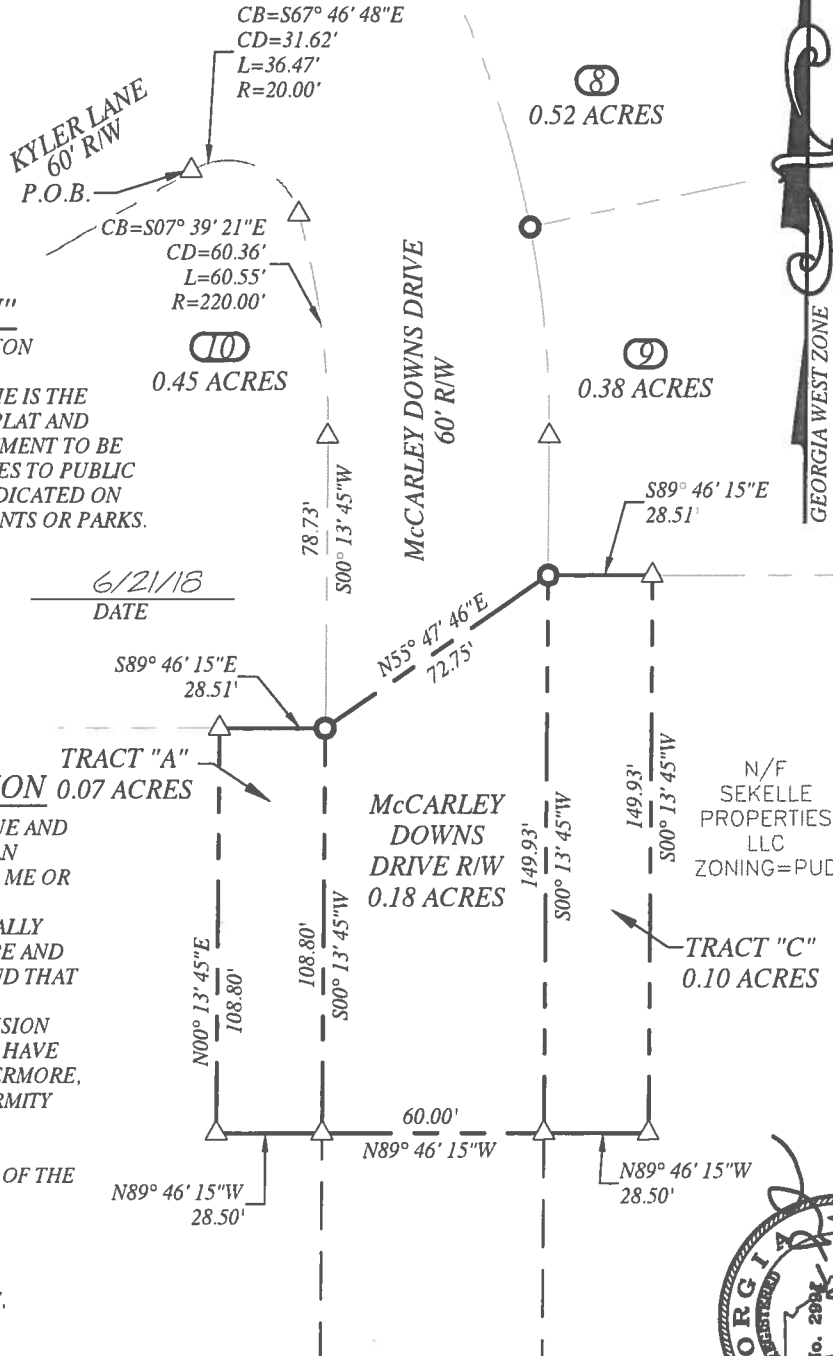 CB=S67° 46' 48"E
CD=31.62'
L=36.47'
R=20.00'
KYLER LANE
60' R/W
P.O.B.
8
0.52 ACRES
CB=S07° 39' 21"E
CD=60.36'
L=60.55'
R=220.00'
10
0.45 ACRES
McCARLEY DOWNS DRIVE
60' R/W
9
0.38 ACRES
GEORGIA WEST ZONE
TON
IE IS THE
PLAT AND
MENT TO BE
ES TO PUBLIC
DICATED ON
NTS OR PARKS.
6/21/18
DATE
78.73'
S00° 13' 45"W
S89° 46' 15"E
28.51'
N55° 47' 46"E
72.75'
S89° 46' 15"E
28.51'
TRACT "A"
0.07 ACRES
ON
UE AND
AN
ME OR
ALLY
PE AND
ND THAT
SION
HAVE
ERMORE,
RMITY
OF THE
McCARLEY
DOWNS
DRIVE R/W
0.18 ACRES
N00° 13' 45"E
108.80'
108.80'
S00° 13' 45"W
149.93'
S00° 13' 45"W
149.93'
S00° 13' 45"W
N/F
SEKELLE
PROPERTIES
LLC
ZONING=PUD
TRACT "C"
0.10 ACRES
60.00'
N89° 46' 15"W
N89° 46' 15"W
28.50'
N89° 46' 15"W
28.50'
ORGIA
REGISTERED